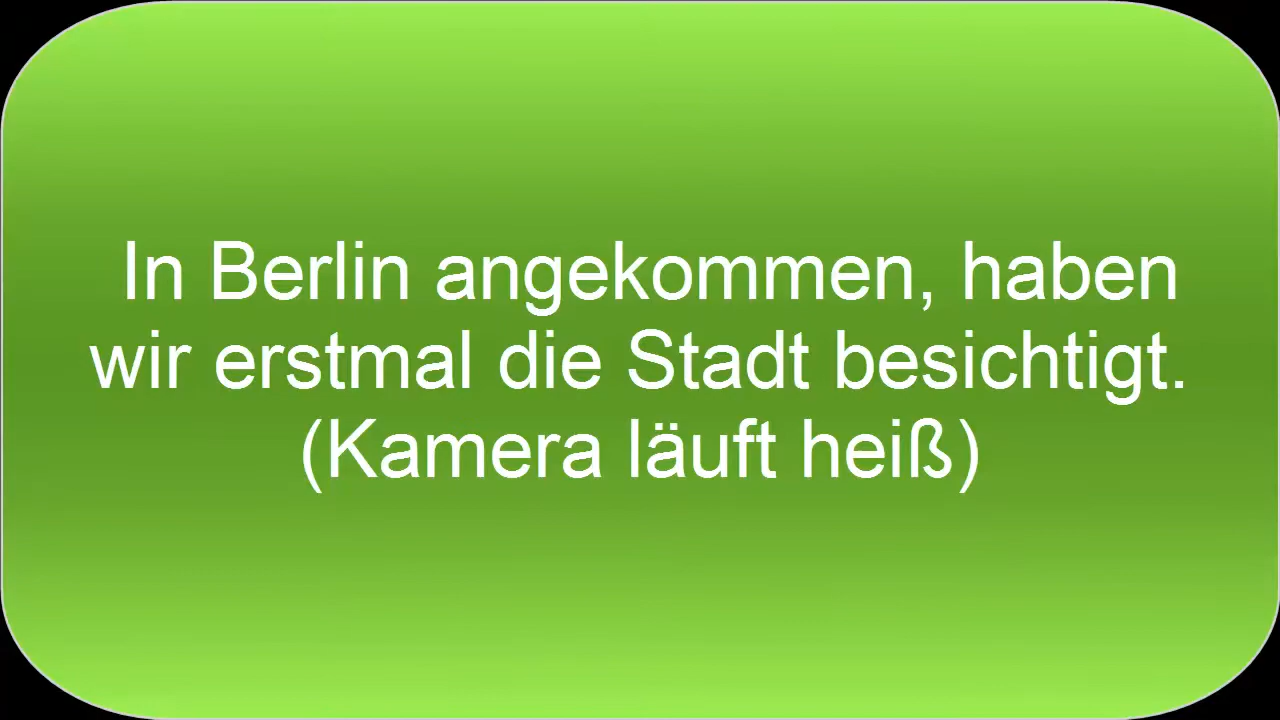 In Berlin angekommen, haben
wir erstmal die Stadt besichtigt.
(Kamera läuft heiß)